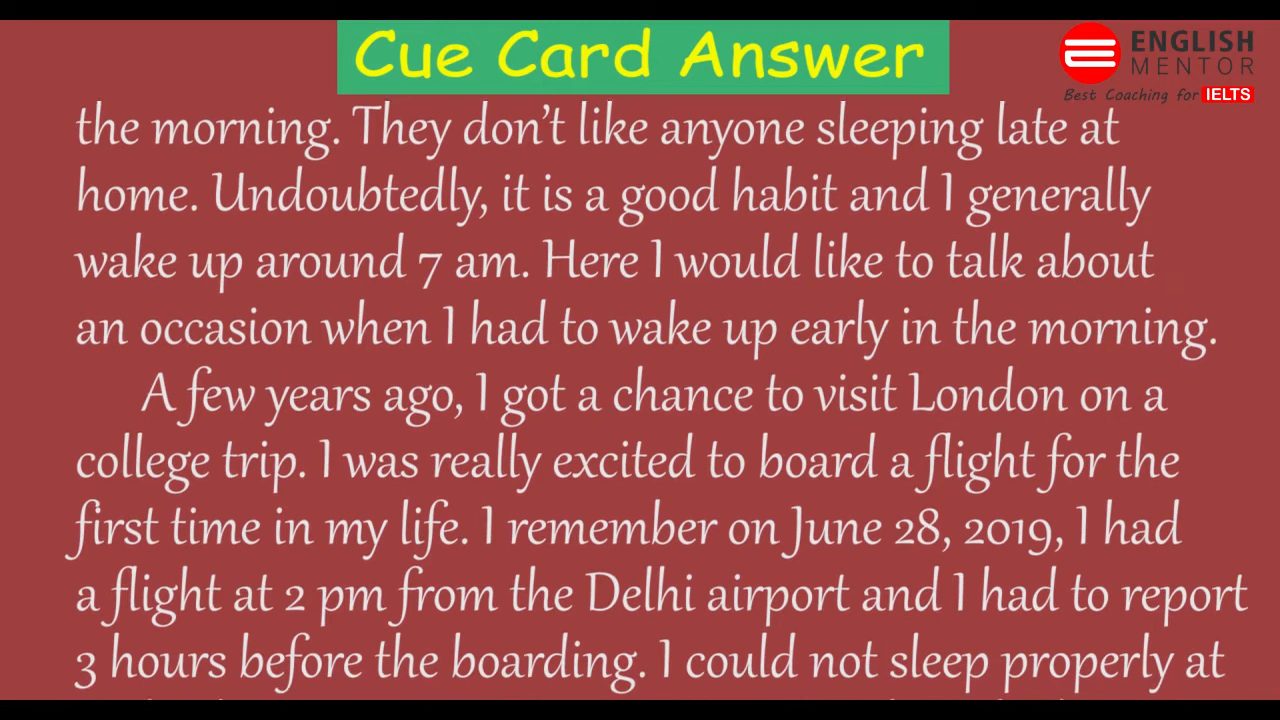 Cue Card Answer
ENGLISH
MENTOR
Best Coaching for IELTS
the morning. They don't like anyone sleeping late at
home. Undoubtedly, it is a good habit and I generally
wake up around 7 am. Here I would like to talk about
an occasion when I had to wake up early in the morning.
A few years ago, I got a chance to visit London on a
college trip. I was really excited to board a flight for the
first time in my life. I remember on June 28, 2019, I had
a flight at 2 pm from the Delhi airport and I had to report
3 hours before the boarding. I could not sleep properly at